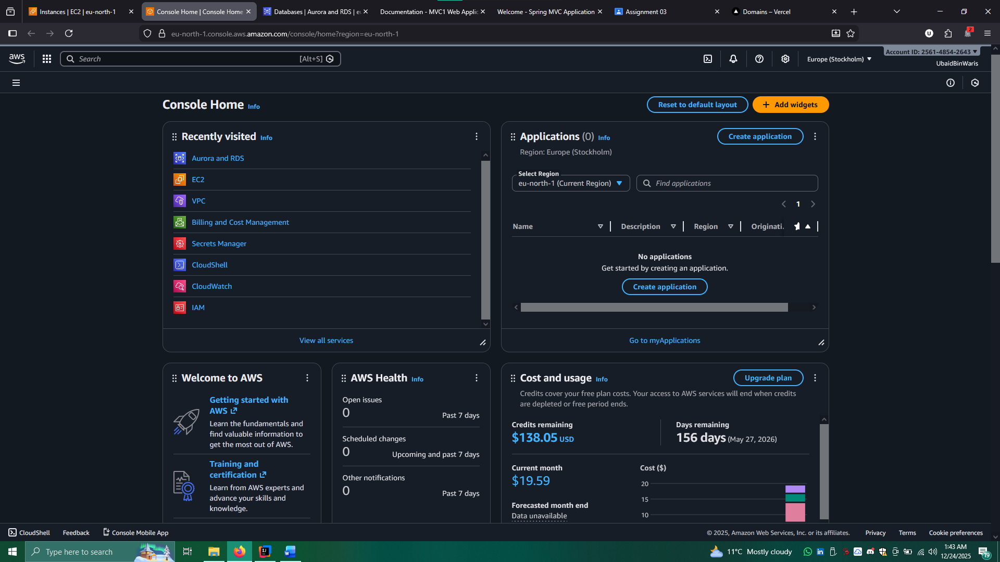 Instances | EC2 | eu-north-1
Console Home | Console Home
Databases | Aurora and RDS | eu
Documentation - MVC1 Web Applic
Welcome - Spring MVC Application
Assignment 03
Domains – Vercel
eu-north-1.console.aws.amazon.com/console/home?region=eu-north-1
U
2
aws
Search
[Alt+S]
Europe (Stockholm)
Account ID: 2561-4854-2643
UbaidBinWaris
Console Home Info
Reset to default layout
Add widgets
Recently visited Info
Aurora and RDS
EC2
VPC
Billing and Cost Management
Secrets Manager
CloudShell
CloudWatch
IAM
View all services
Applications (0) Info
Create application
Region: Europe (Stockholm)
Select Region
eu-north-1 (Current Region)
Find applications
1
Name
Description
Region
Originati.
No applications
Get started by creating an application.
Create application
Go to myApplications
Welcome to AWS
Getting started with
AWS
Learn the fundamentals and
find valuable information to
get the most out of AWS.
Training and
certification
Learn from AWS experts and
advance your skills and
knowledge.
AWS Health Info
Open issues
0
Past 7 days
Scheduled changes
0
Upcoming and past 7 days
Other notifications
0
Past 7 days
Cost and usage Info
Upgrade plan
Credits cover your free plan costs. Your access to AWS services will end when credits
are depleted or free period ends.
Credits remaining
$138.05 USD
Days remaining
156 days (May 27, 2026)
Current month
$19.59
Forecasted month end
Data unavailable
Cost ($)
20
15
10
CloudShell
Feedback
Console Mobile App
© 2025, Amazon Web Services, Inc. or its affiliates.
Privacy
Terms
Cookie preferences
Type here to search
11°C Mostly cloudy
1:43 AM
12/24/2025
19